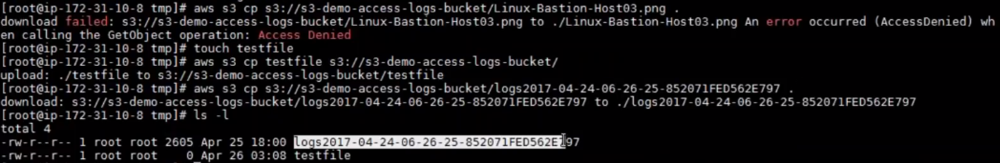 [root@ip-172-31-10-8 tmp]# aws s3 cp s3://s3-demo-access-logs-bucket/Linux-Bastion-Host03.png .
download failed: s3://s3-demo-access-logs-bucket/Linux-Bastion-Host03.png to ./Linux-Bastion-Host03.png An error occurred (AccessDenied) wh
en calling the GetObject operation: Access Denied
[root@ip-172-31-10-8 tmp]# touch testfile
[root@ip-172-31-10-8 tmp]# aws s3 cp testfile s3://s3-demo-access-logs-bucket/
upload: ./testfile to s3://s3-demo-access-logs-bucket/testfile
[root@ip-172-31-10-8 tmp]# aws s3 cp s3://s3-demo-access-logs-bucket/logs2017-04-24-06-26-25-852071FED562E797 .
download: s3://s3-demo-access-logs-bucket/logs2017-04-24-06-26-25-852071FED562E797 to ./logs2017-04-24-06-26-25-852071FED562E797
[root@ip-172-31-10-8 tmp]# ls -l
total 4
-rw-r--r-- 1 root root 2605 Apr 25 18:00 logs2017-04-24-06-26-25-852071FED562E797
-rw-r--r-- 1 root root    0 Apr 26 03:08 testfile